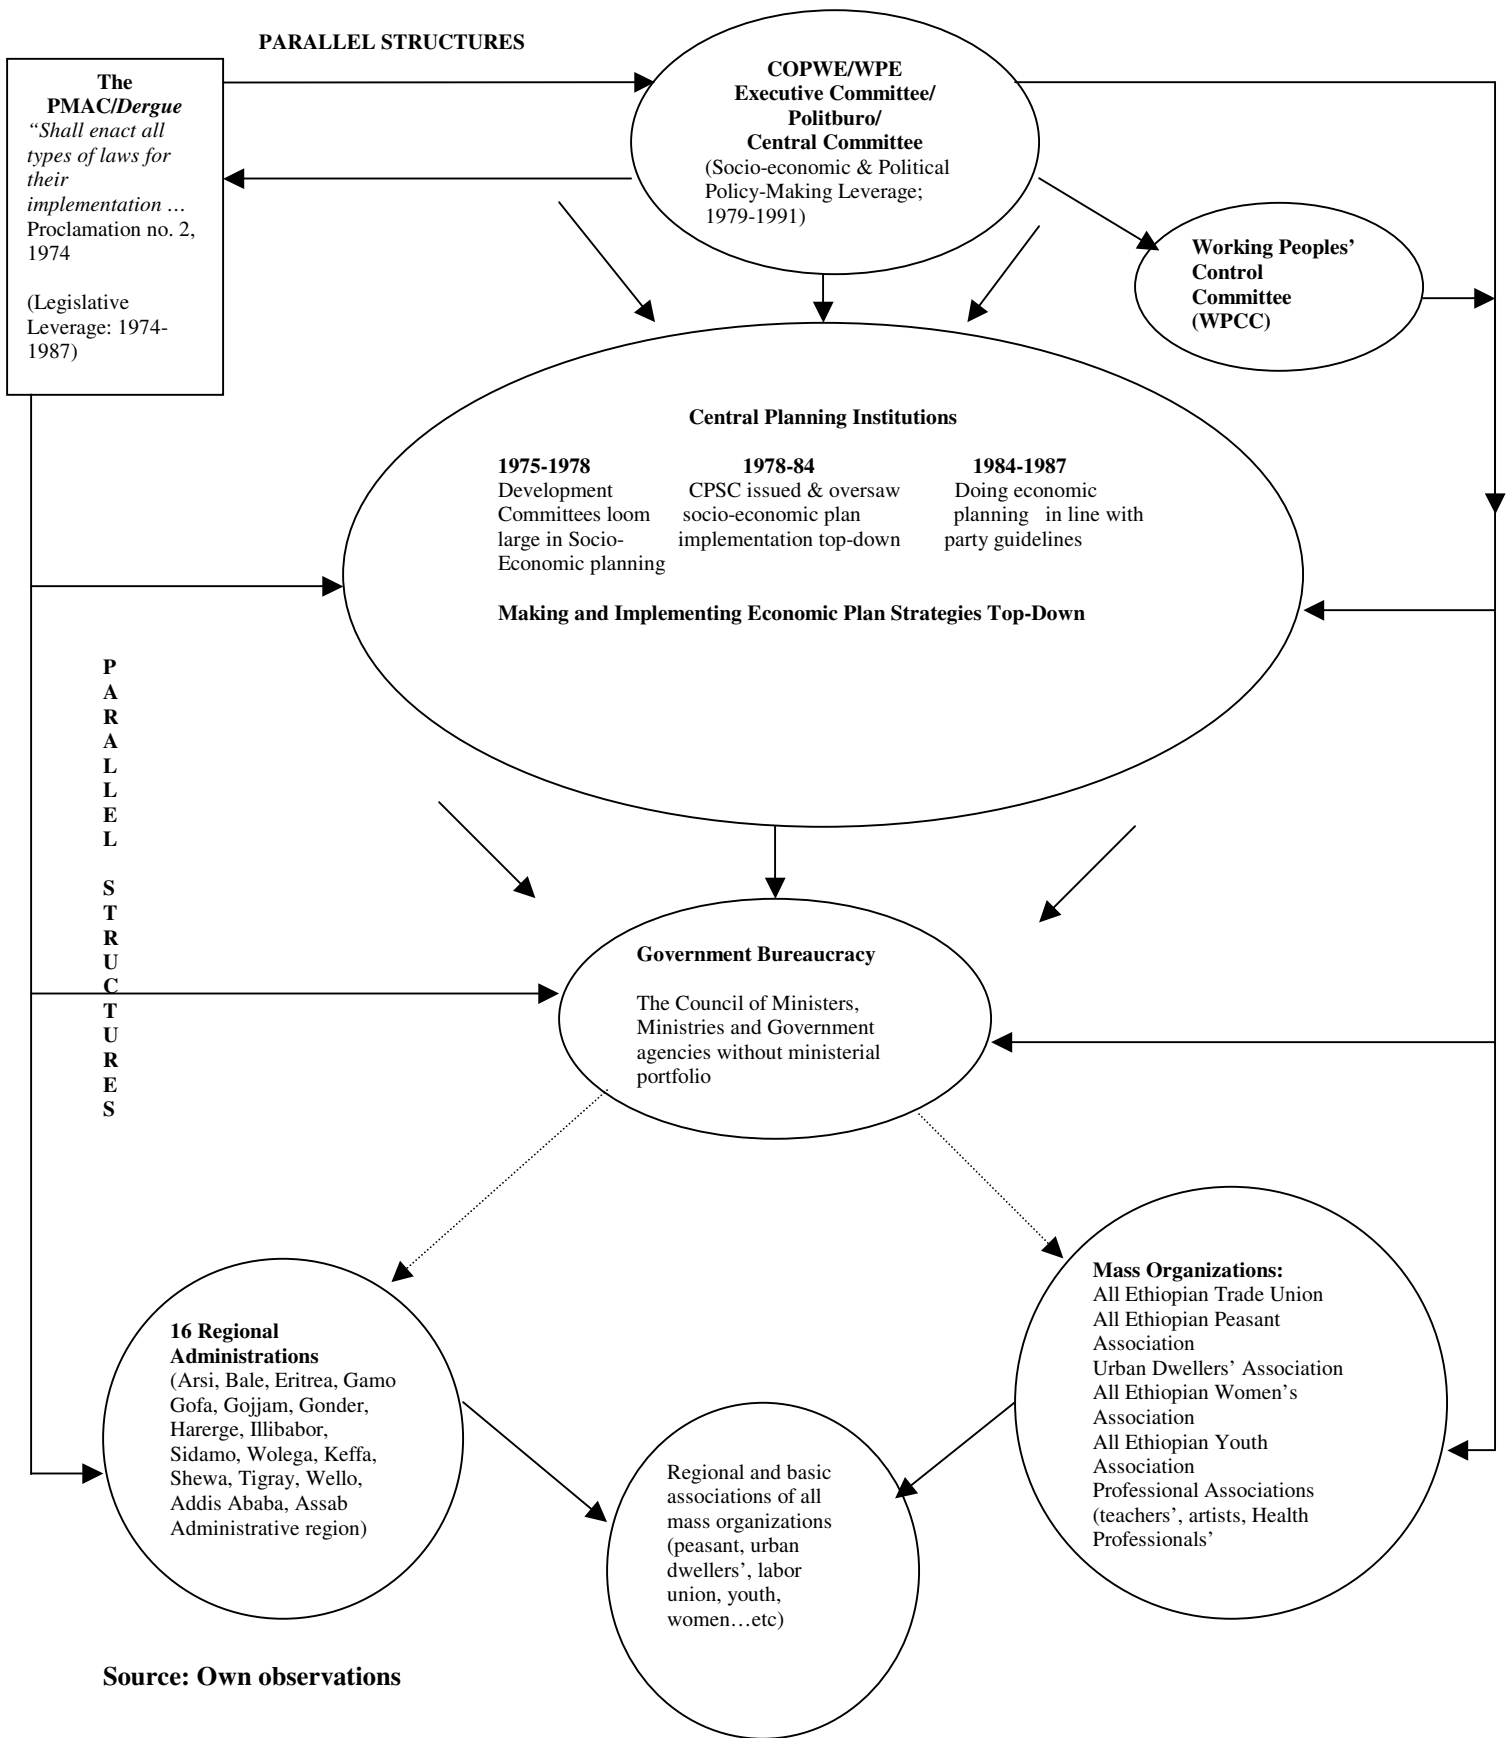 PARALLEL STRUCTURES
The
PMAC/Dergue
“Shall enact all
types of laws for
their
implementation …
Proclamation no. 2,
1974
(Legislative
Leverage: 1974-
1987)
COPWE/WPE
Executive Committee/
Politburo/
Central Committee
(Socio-economic & Political
Policy-Making Leverage;
1979-1991)
Working Peoples’
Control
Committee
(WPCC)
Central Planning Institutions
1975-1978 1978-84 1984-1987
Development CPSC issued & oversaw Doing economic
Committees loom socio-economic plan planning in line with
large in Socio- implementation top-down party guidelines
Economic planning
Making and Implementing Economic Plan Strategies Top-Down
P
A
R
A
L
L
E
L
S
T
R
U
C
T
U
R
E
S
Government Bureaucracy
The Council of Ministers,
Ministries and Government
agencies without ministerial
portfolio
16 Regional
Administrations
(Arsi, Bale, Eritrea, Gamo
Gofa, Gojjam, Gonder,
Harerge, Illibabor,
Sidamo, Wolega, Keffa,
Shewa, Tigray, Wello,
Addis Ababa, Assab
Administrative region)
Regional and basic
associations of all
mass organizations
(peasant, urban
dwellers’, labor
union, youth,
women…etc)
Mass Organizations:
All Ethiopian Trade Union
All Ethiopian Peasant
Association
Urban Dwellers’ Association
All Ethiopian Women’s
Association
All Ethiopian Youth
Association
Professional Associations
(teachers’, artists, Health
Professionals’
Source: Own observations